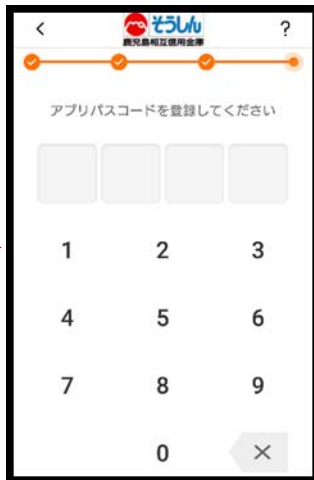 <
そうしん
鹿児島相互信用金庫
?
アプリパスコードを登録してください
1 2 3
4 5 6
7 8 9
0 ×